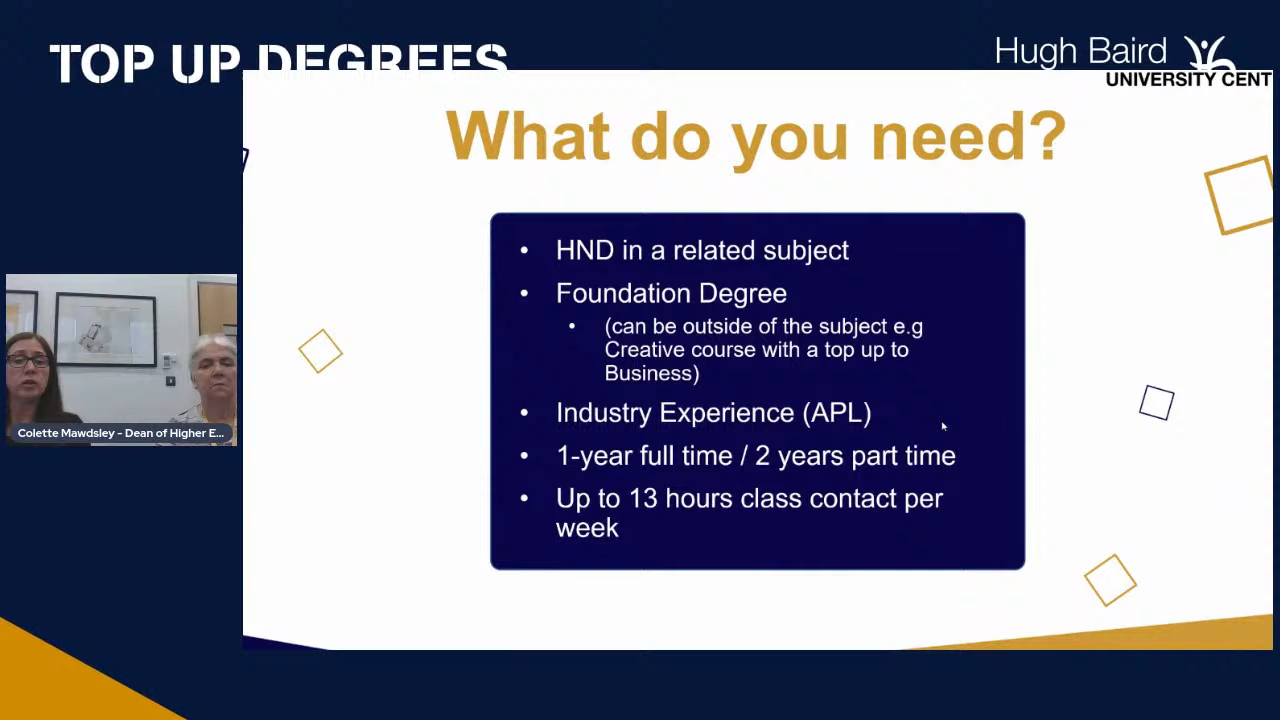 TOP UP DEGREES
Hugh Baird
UNIVERSITY CENT
What do you need?
• HND in a related subject
• Foundation Degree
• (can be outside of the subject e.g
Creative course with a top up to
Business)
• Industry Experience (APL)
• 1-year full time / 2 years part time
• Up to 13 hours class contact per
week
Colette Mawdsley - Dean of Higher E...